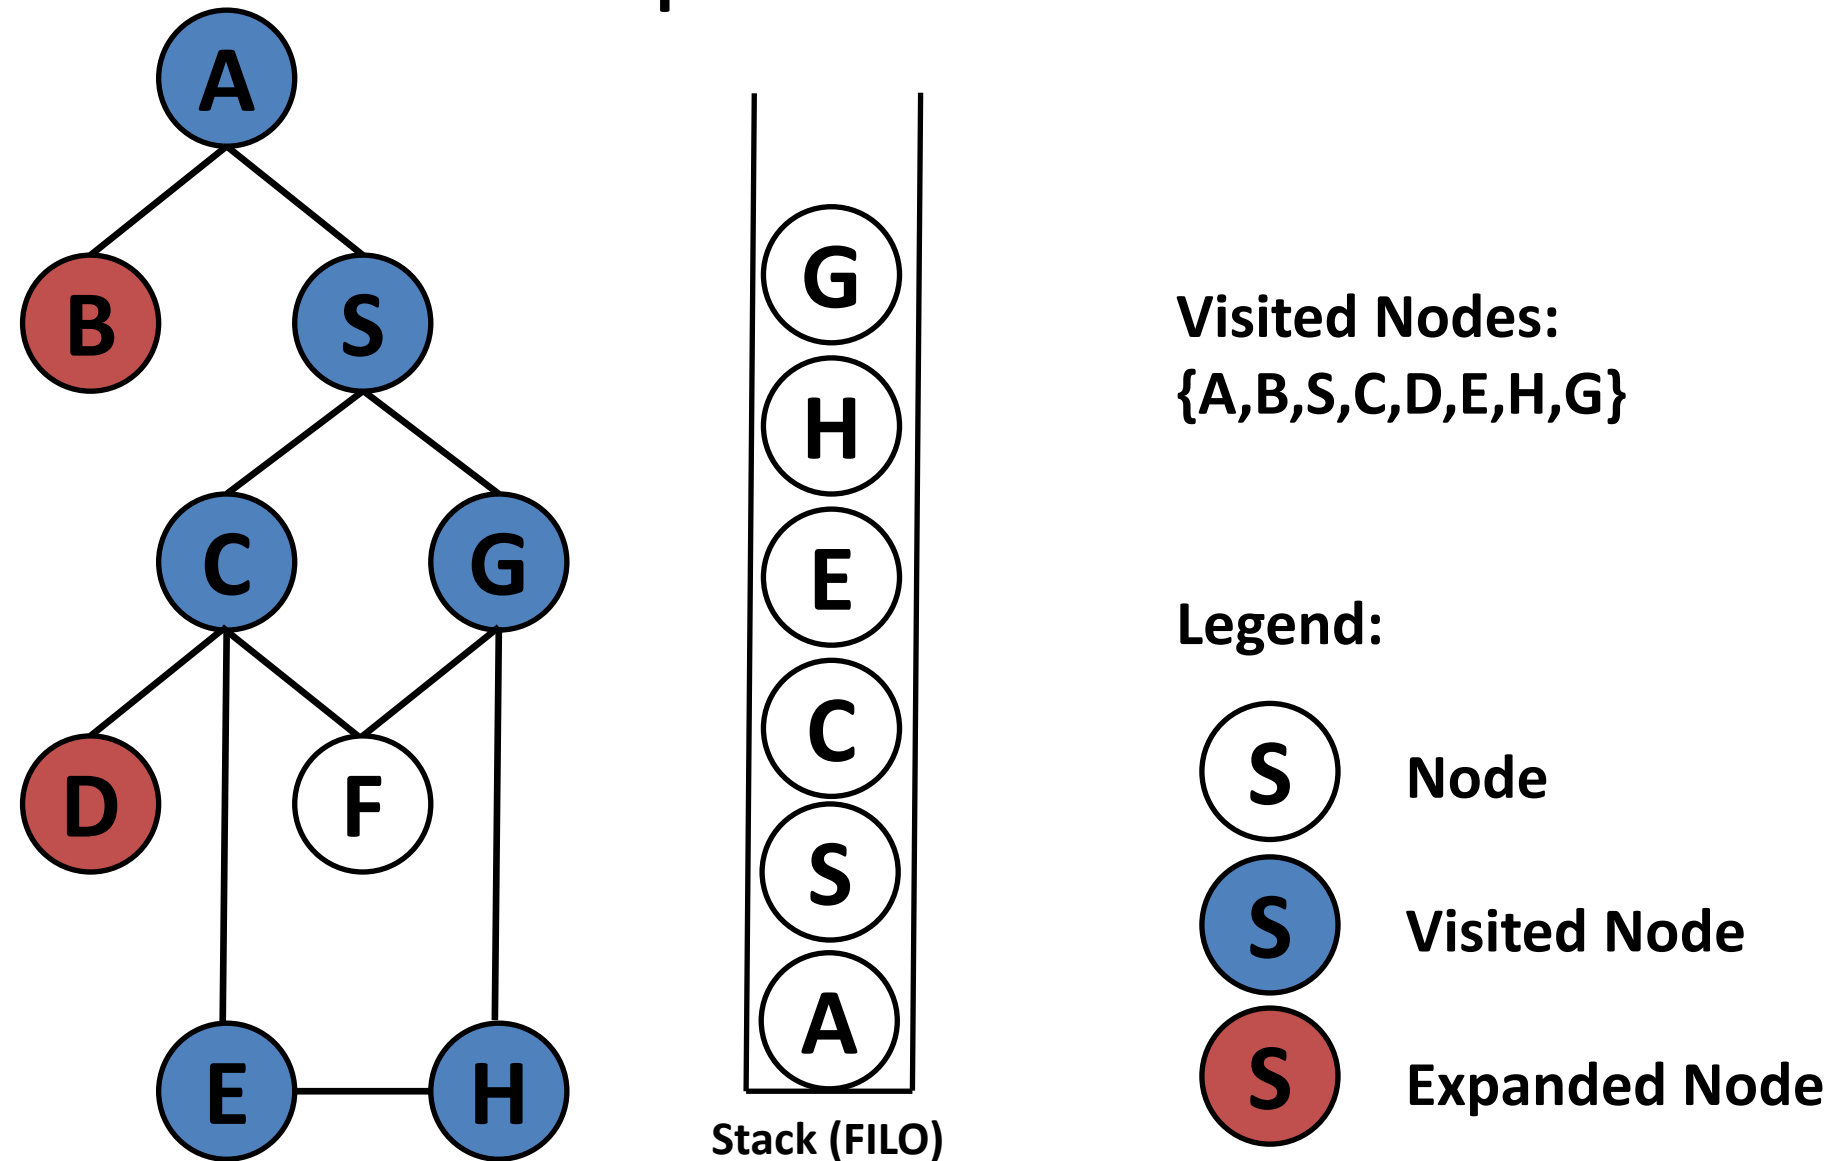 A
B
S
C
G
D
F
E
H
G
H
E
C
S
A
Stack (FILO)
Visited Nodes:
{A,B,S,C,D,E,H,G}
Legend:
S Node
S Visited Node
S Expanded Node